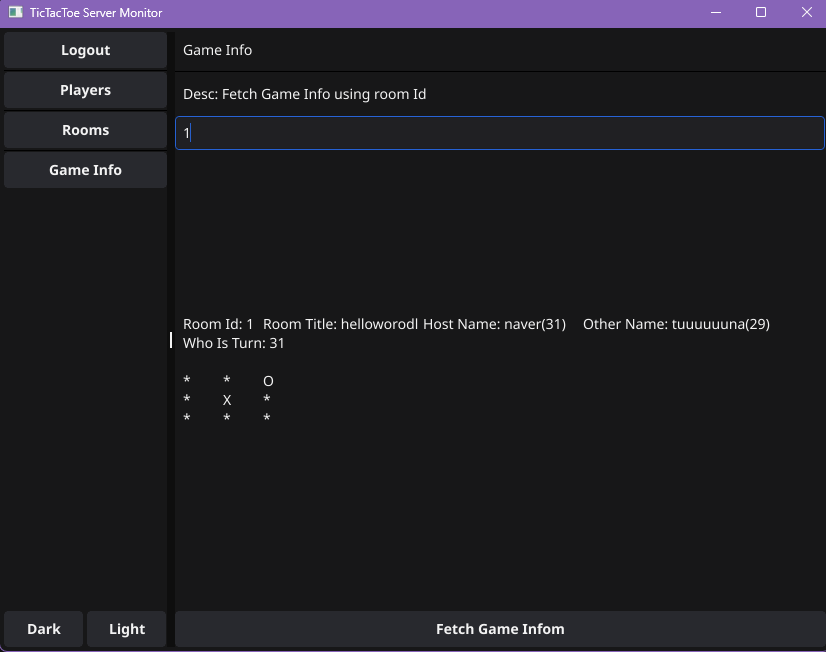 TicTacToe Server Monitor
Logout
Players
Rooms
Game Info
Game Info
Desc: Fetch Game Info using room Id
1
Room Id: 1 Room Title: helloworodl Host Name: naver(31) Other Name: tuuuuuuna(29)
Who Is Turn: 31
* * O
* X *
* * *
Dark Light
Fetch Game Infom